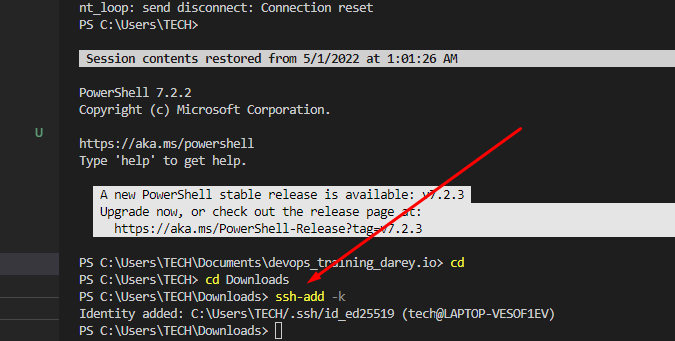 nt_loop: send disconnect: Connection reset
PS C:\Users\TECH>
Session contents restored from 5/1/2022 at 1:01:26 AM
PowerShell 7.2.2
Copyright (c) Microsoft Corporation.
https://aka.ms/powershell
Type 'help' to get help.
U
A new PowerShell stable release is available: v7.2.3
Upgrade now, or check out the release page at:
https://aka.ms/PowerShell-Release?tag=v7.2.3
PS C:\Users\TECH\Documents\devops_training_darey.io> cd
PS C:\Users\TECH> cd Downloads
PS C:\Users\TECH\Downloads> ssh-add -k
Identity added: C:\Users\TECH/.ssh/id_ed25519 (tech@LAPTOP-VESOF1EV)
PS C:\Users\TECH\Downloads>